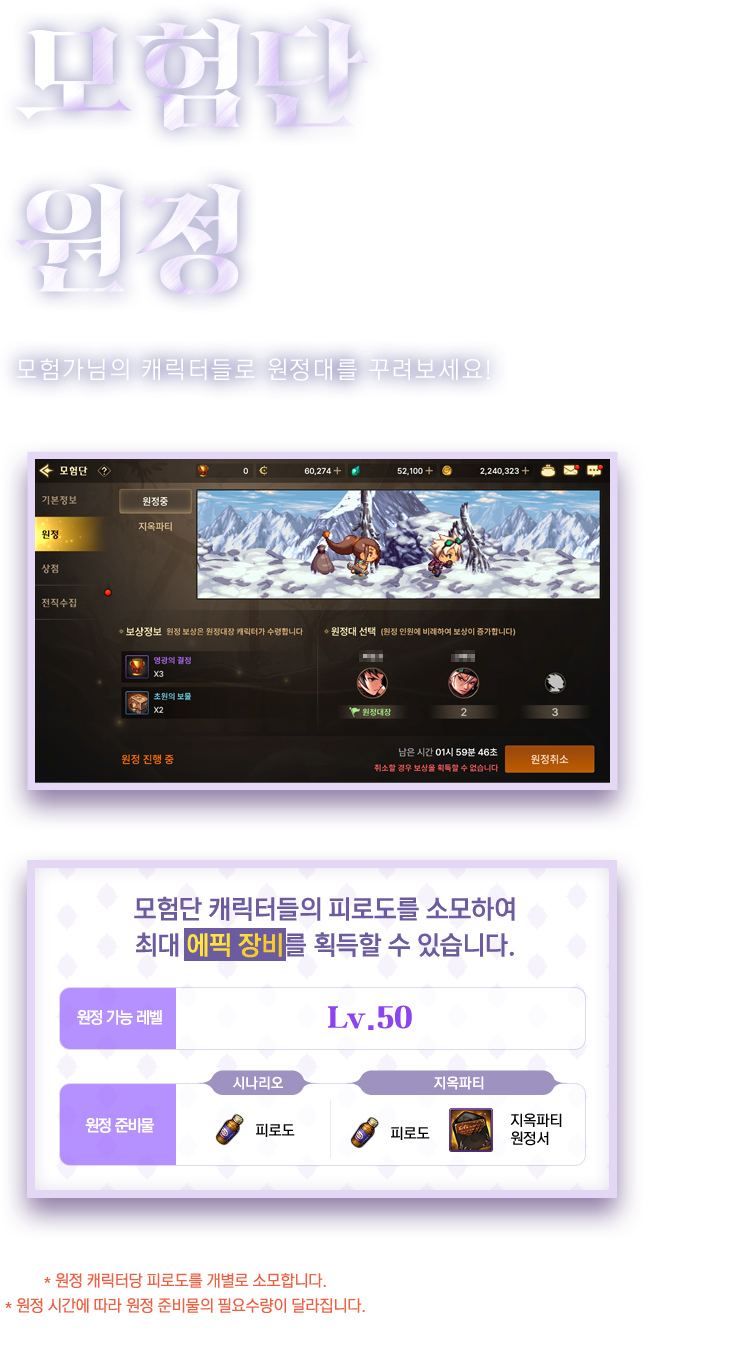 모험단
원정
모험가님의 캐릭터들로 원정대를 꾸려보세요!
모험단 ? 0 60,274 + 52,100 + 2,240,323 +
기본정보
원정
상점
전직수집
원정중
지옥파티
보상정보 원정 보상은 원정대장 캐릭터가 수령합니다
영광의 결정
X3
초원의 보물
X2
원정대 선택 (원정 인원에 비례하여 보상이 증가합니다)
원정대장 2 3
원정 진행 중
남은 시간 01시 59분 46초
취소할 경우 보상을 획득할 수 없습니다
원정취소
모험단 캐릭터들의 피로도를 소모하여
최대 에픽 장비를 획득할 수 있습니다.
원정 가능 레벨 Lv.50
원정 준비물
시나리오
피로도
지옥파티
피로도
지옥파티
원정서
* 원정 캐릭터당 피로도를 개별로 소모합니다.
* 원정 시간에 따라 원정 준비물의 필요수량이 달라집니다.